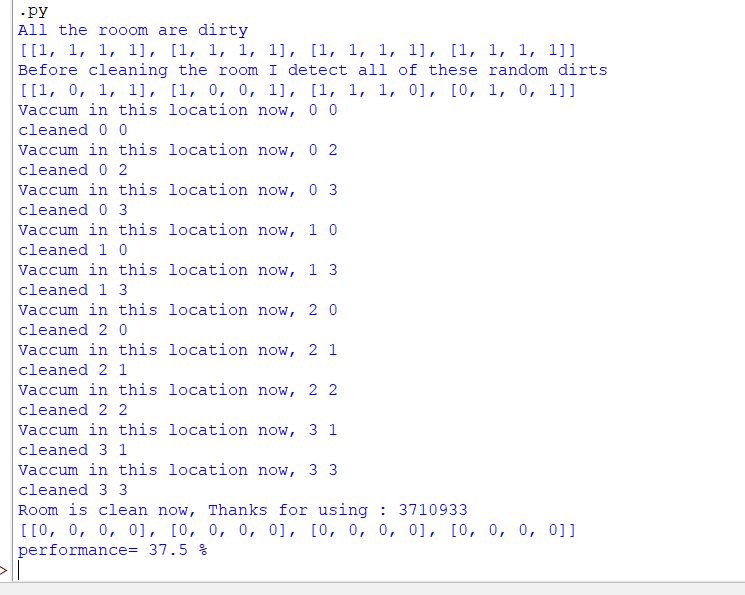 .py
All the rooom are dirty
[[1, 1, 1, 1], [1, 1, 1, 1], [1, 1, 1, 1], [1, 1, 1, 1]]
Before cleaning the room I detect all of these random dirts
[[1, 0, 1, 1], [1, 0, 0, 1], [1, 1, 1, 0], [0, 1, 0, 1]]
Vaccum in this location now, 0 0
cleaned 0 0
Vaccum in this location now, 0 2
cleaned 0 2
Vaccum in this location now, 0 3
cleaned 0 3
Vaccum in this location now, 1 0
cleaned 1 0
Vaccum in this location now, 1 3
cleaned 1 3
Vaccum in this location now, 2 0
cleaned 2 0
Vaccum in this location now, 2 1
cleaned 2 1
Vaccum in this location now, 2 2
cleaned 2 2
Vaccum in this location now, 3 1
cleaned 3 1
Vaccum in this location now, 3 3
cleaned 3 3
Room is clean now, Thanks for using : 3710933
[[0, 0, 0, 0], [0, 0, 0, 0], [0, 0, 0, 0], [0, 0, 0, 0]]
performance= 37.5 %
>